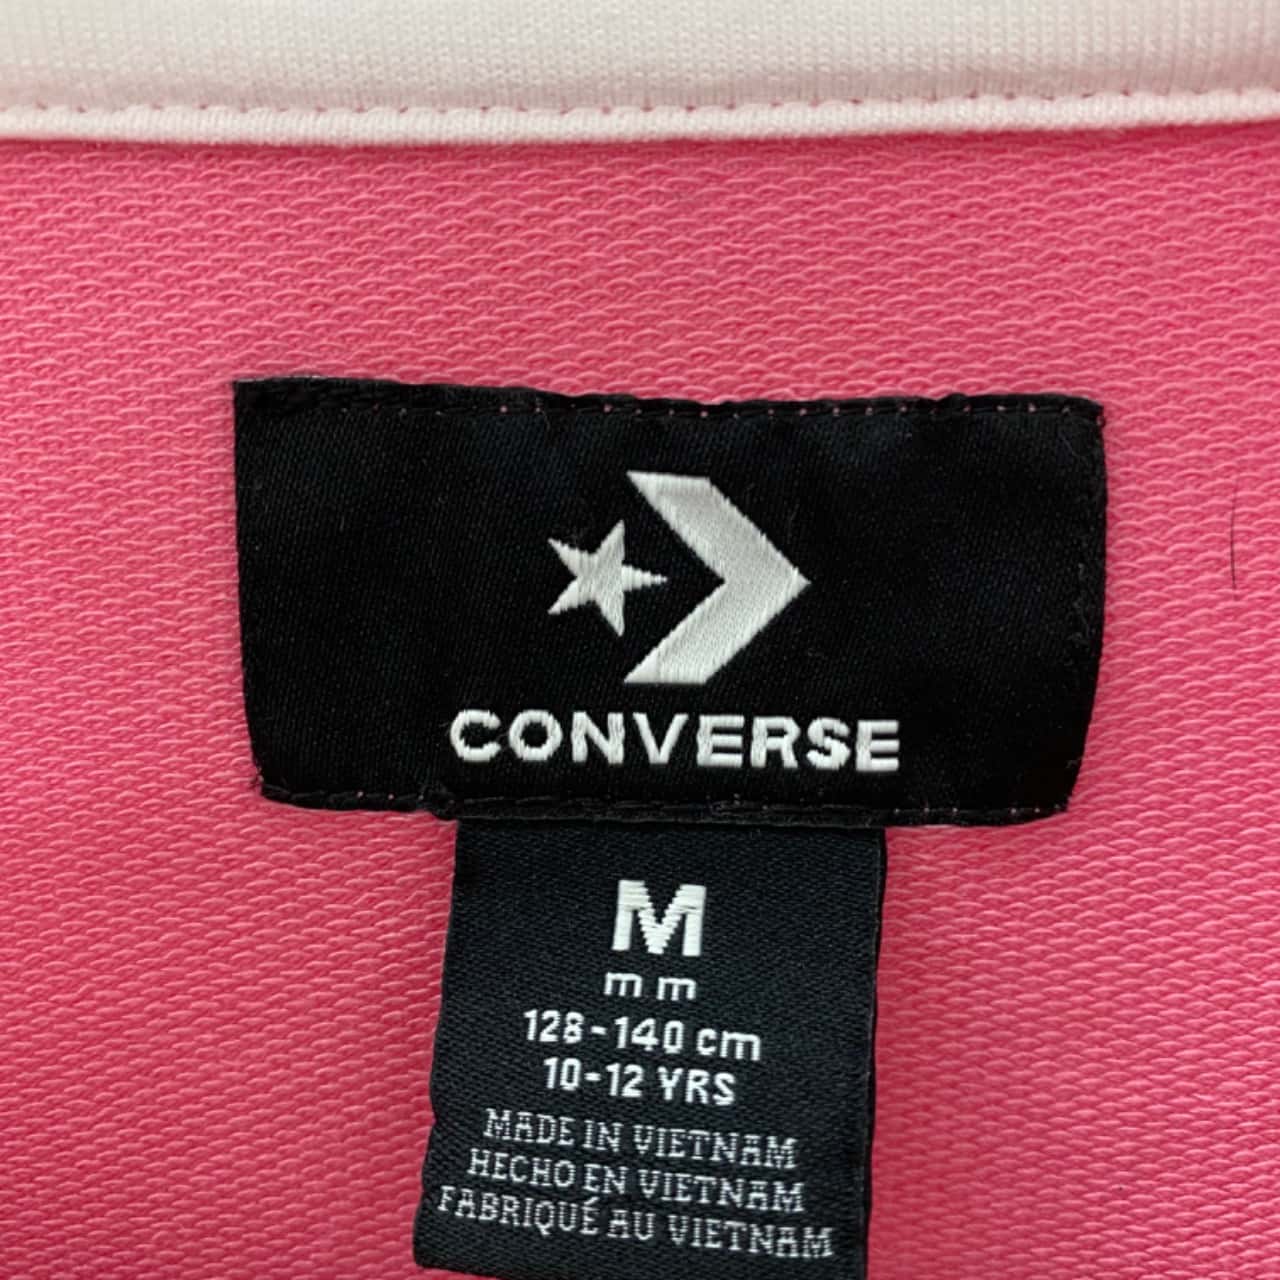 CONVERSE
M
m m
128-140 cm
10-12 YRS
MADE IN VIETNAM
HECHO EN VIETNAM
FABRIQUÉ AU VIETNAM